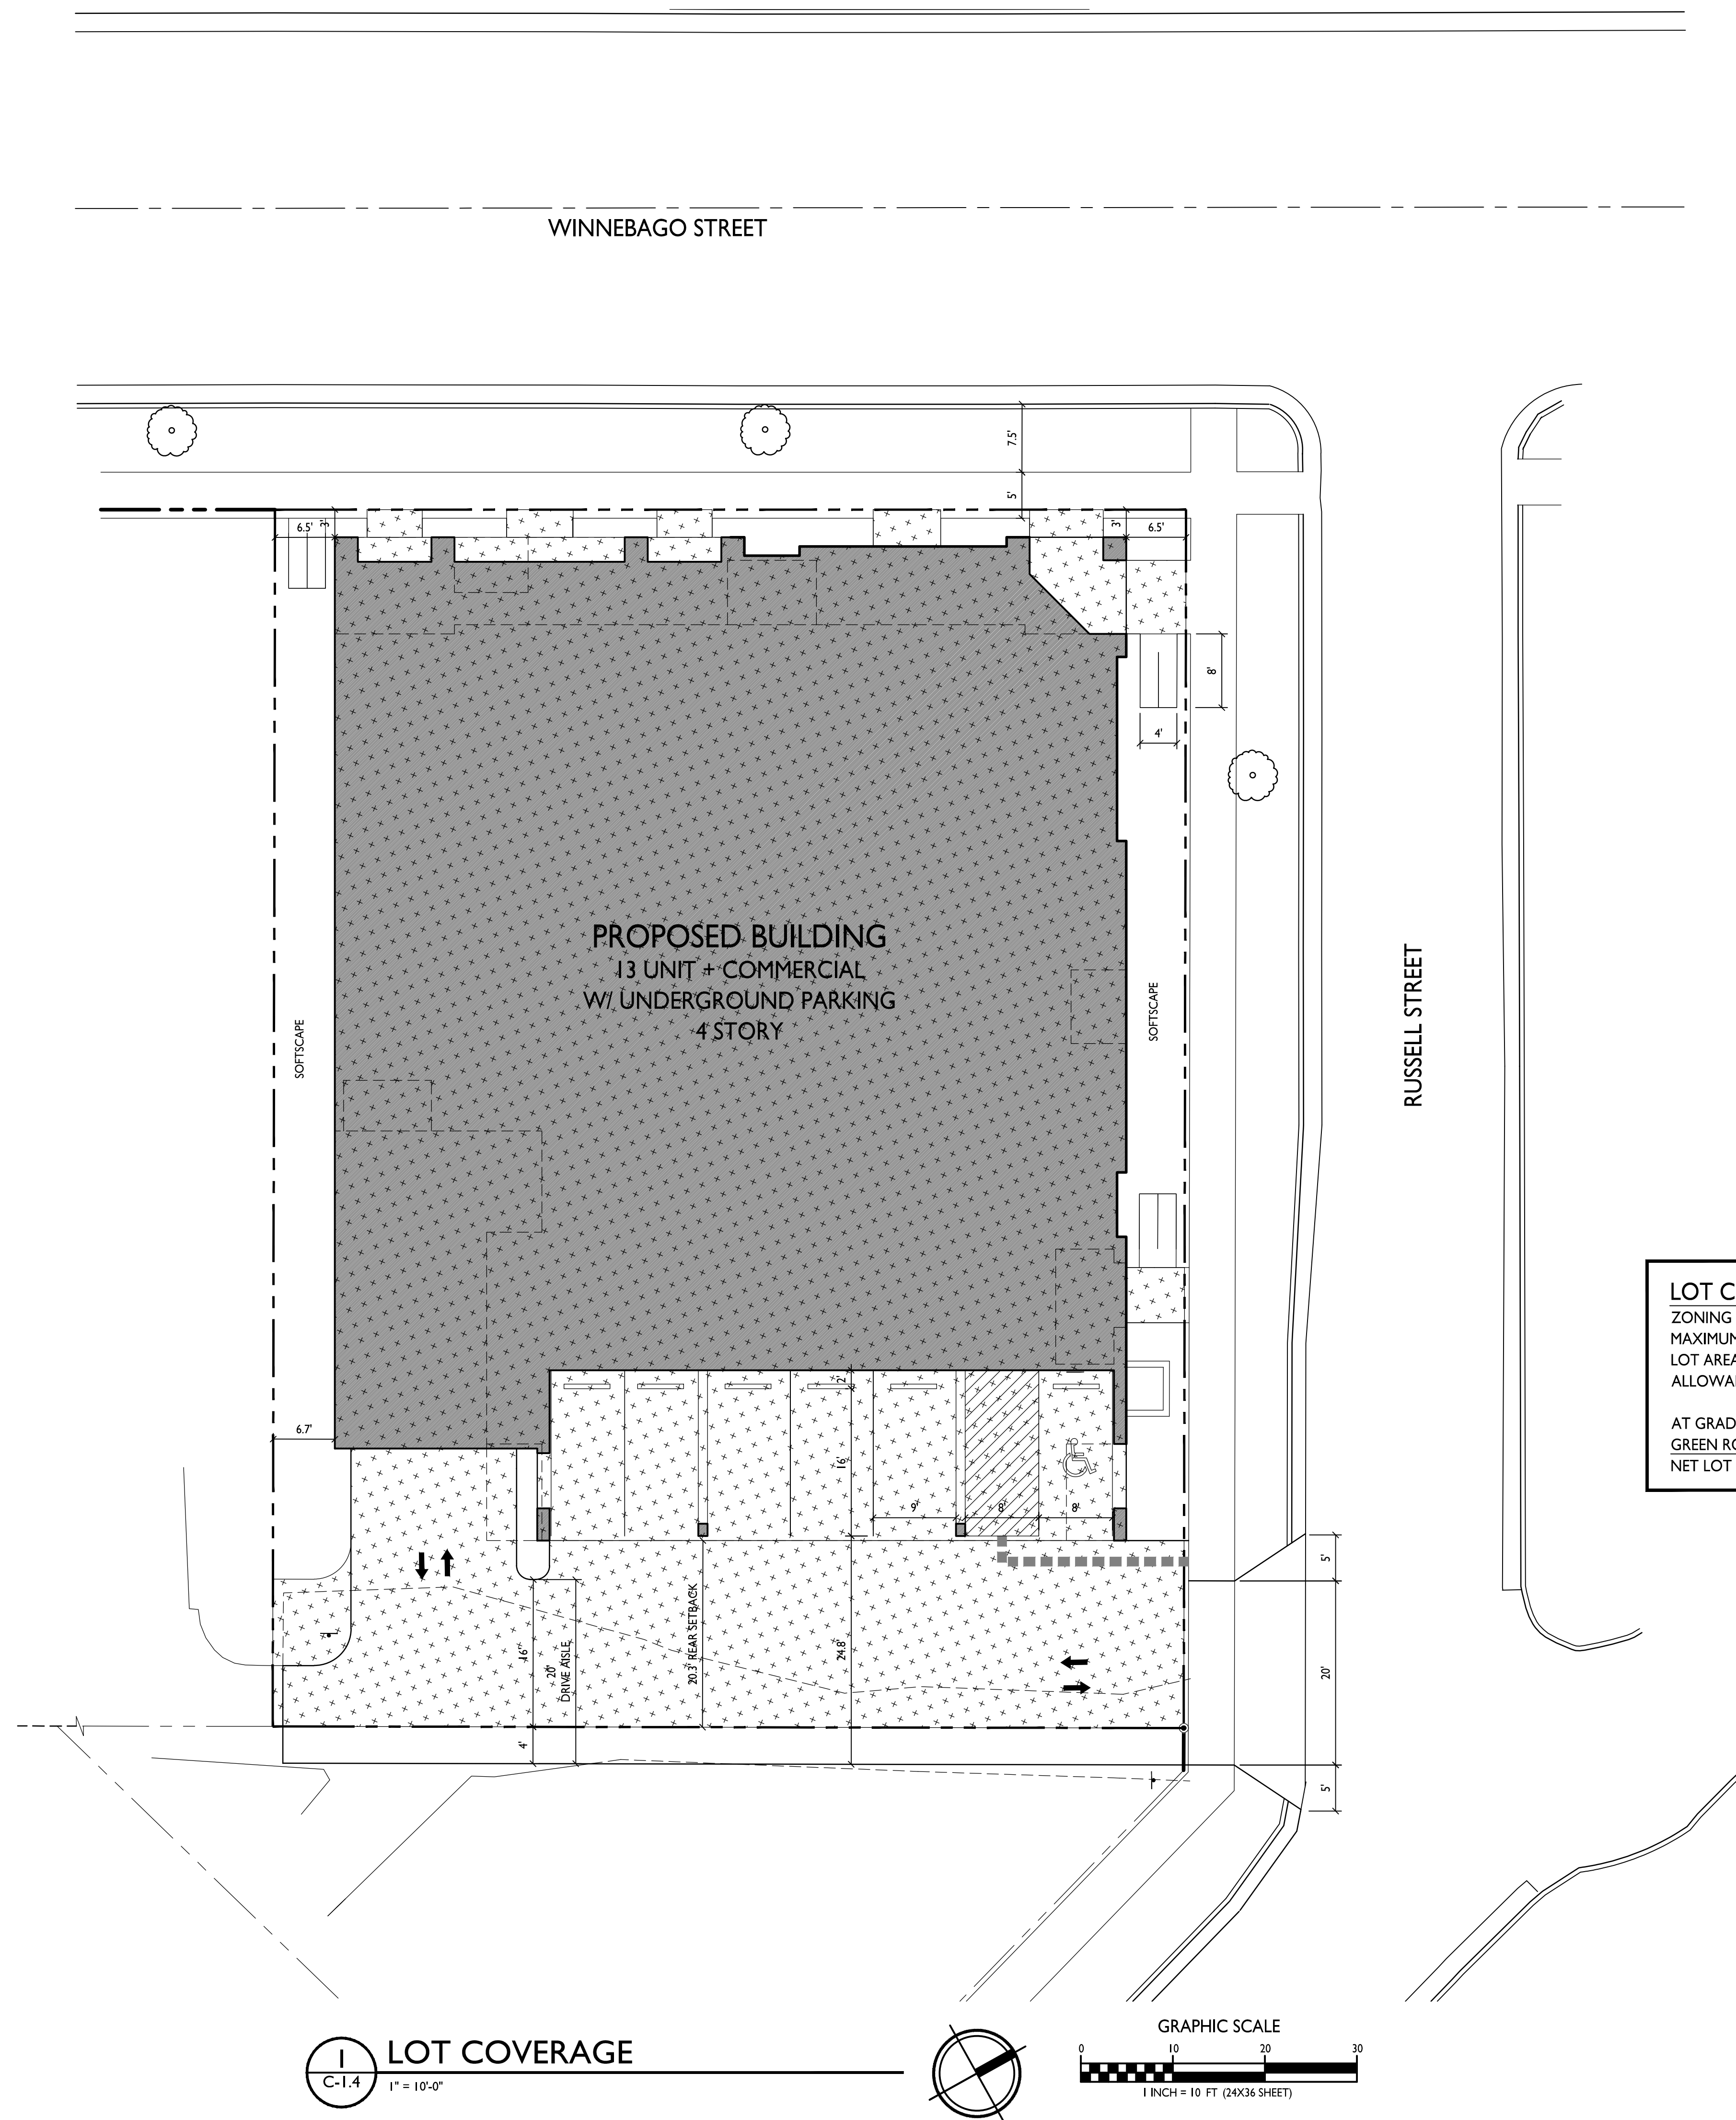 WINNEBAGO STREET
7.5'
5'
6.5'
3'
3'
6.5'
8'
4'
PROPOSED BUILDING
13 UNIT + COMMERCIAL
W/ UNDERGROUND PARKING
4 STORY
SOFTSCAPE
SOFTSCAPE
RUSSELL STREET
LOT C
ZONING
MAXIMUM
LOT AREA
ALLOWA
AT GRAD
GREEN RO
NET LOT
6.7'
2'
16'
9'
8'
8'
5'
16"
20'
DRIVE AISLE
20.3' REAR SETBACK
24.8'
20'
4'
5'
1
C-1.4
LOT COVERAGE
1" = 10'-0"
GRAPHIC SCALE
0 10 20 30
1 INCH = 10 FT (24X36 SHEET)